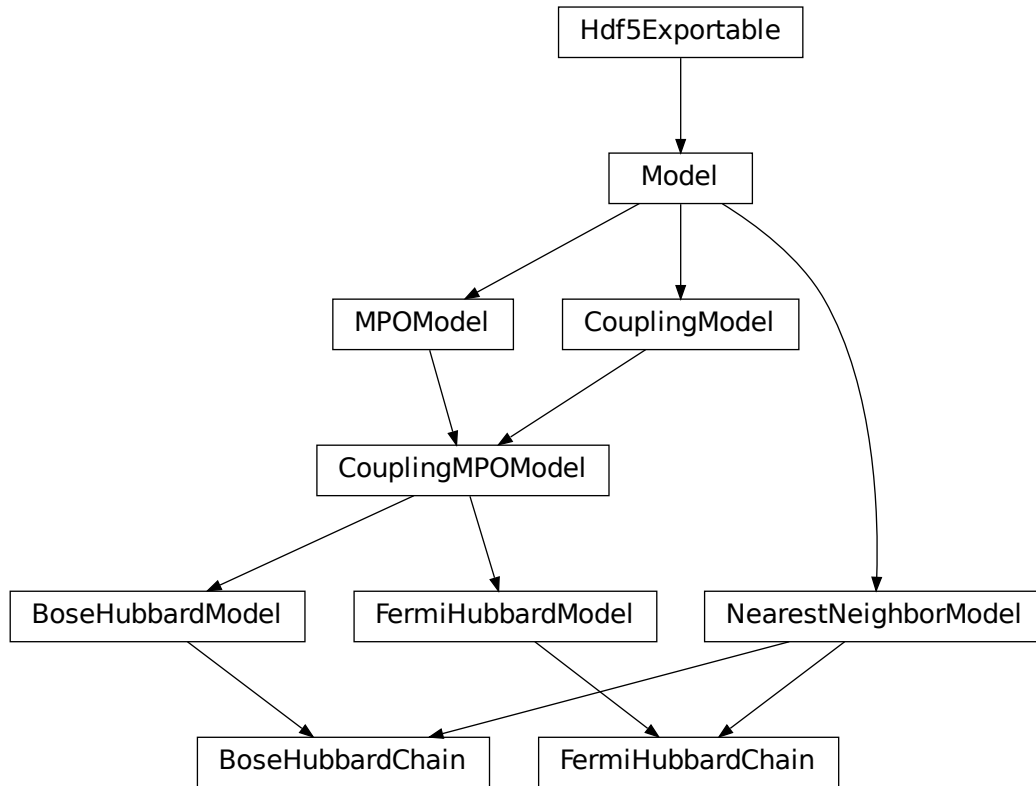 Hdf5Exportable
Model
MPOModel
CouplingModel
CouplingMPOModel
BoseHubbardModel
FermiHubbardModel
NearestNeighborModel
BoseHubbardChain
FermiHubbardChain